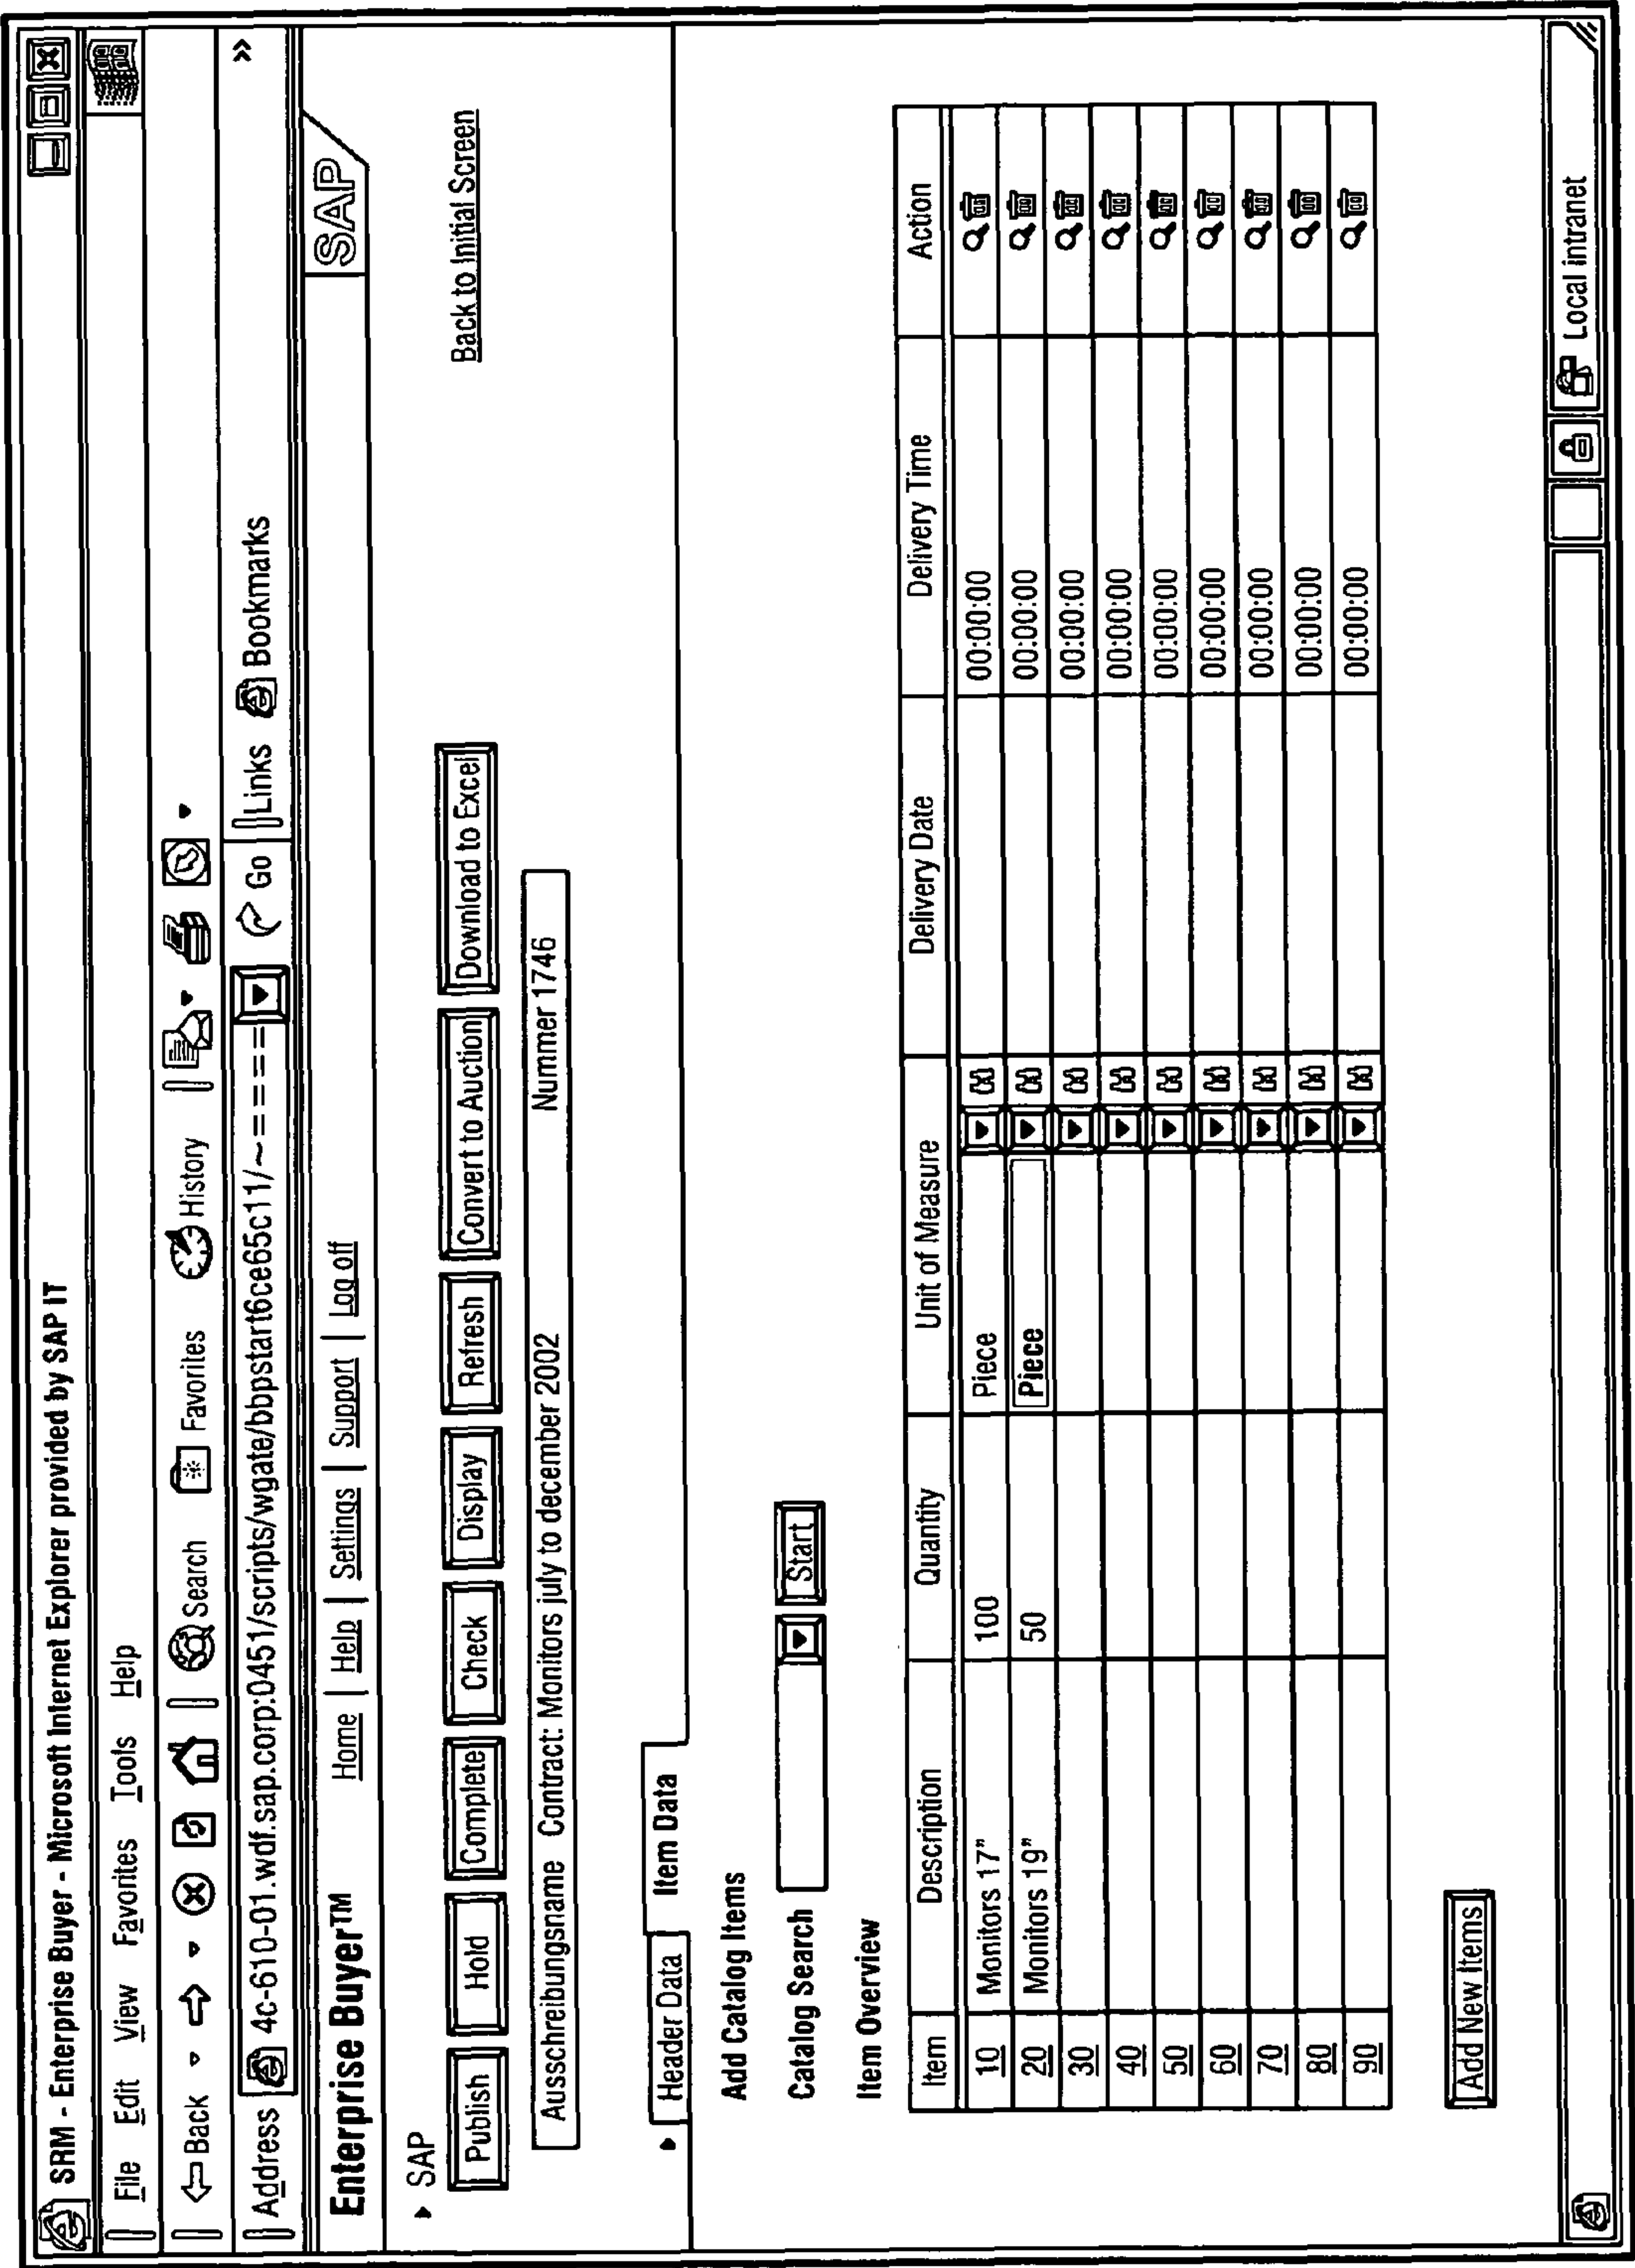 SRM - Enterprise Buyer - Microsoft Internet Explorer provided by SAP IT
File Edit View Favorites Tools Help
Back Search Favorites History
Address 4c-610-01.wdf.sap.corp:0451/scripts/wgate/bbpstart6ce65c11/~===== Go Links Bookmarks »
Enterprise Buyer™ Home | Help | Settings | Support | Log off SAP
SAP
Publish Hold Complete Check Display Refresh Convert to Auction Download to Excel Back to Initial Screen
Ausschreibungsname Contract: Monitors july to december 2002 Nummer 1746
Header Data Item Data
Add Catalog Items
Catalog Search Start
Item Overview
Item Description Quantity Unit of Measure Delivery Date Delivery Time Action
10 Monitors 17" 100 Piece 00:00:00
20 Monitors 19" 50 Piece 00:00:00
30 00:00:00
40 00:00:00
50 00:00:00
60 00:00:00
70 00:00:00
80 00:00:00
90 00:00:00
Add New Items
Local intranet